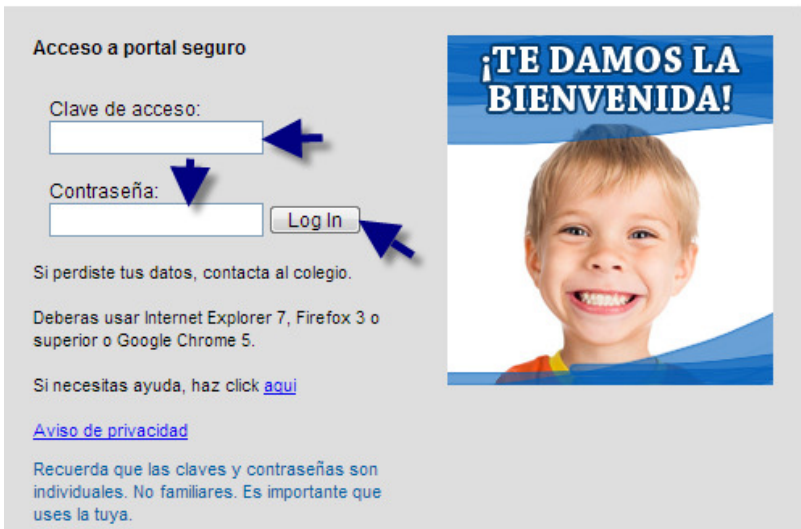 Acceso a portal seguro
¡TE DAMOS LA
BIENVENIDA!
Clave de acceso:
Contraseña:
Log In
Si perdiste tus datos, contacta al colegio.
Deberas usar Internet Explorer 7, Firefox 3 o
superior o Google Chrome 5.
Si necesitas ayuda, haz click aqui
Aviso de privacidad
Recuerda que las claves y contraseñas son
individuales. No familiares. Es importante que
uses la tuya.